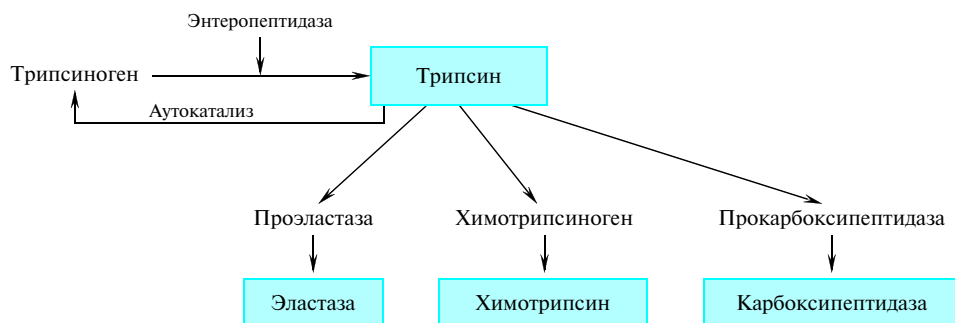 Энтеропептидаза
Трипсиноген
Трипсин
Аутокатализ
Проэластаза
Химотрипсиноген
Прокарбоксипептидаза
Эластаза
Химотрипсин
Карбоксипептидаза